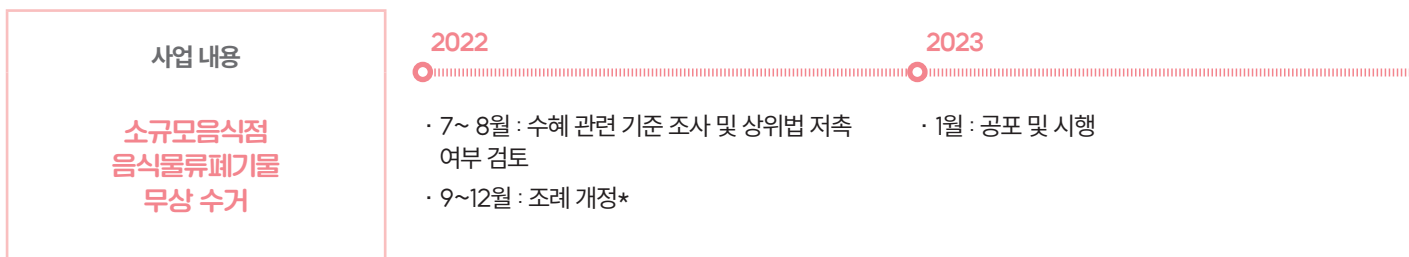 사업 내용
소규모음식점
음식물류폐기물
무상 수거
2022
2023
· 7~ 8월 : 수혜 관련 기준 조사 및 상위법 저촉
여부 검토
· 9~12월 : 조례 개정*
· 1월 : 공포 및 시행